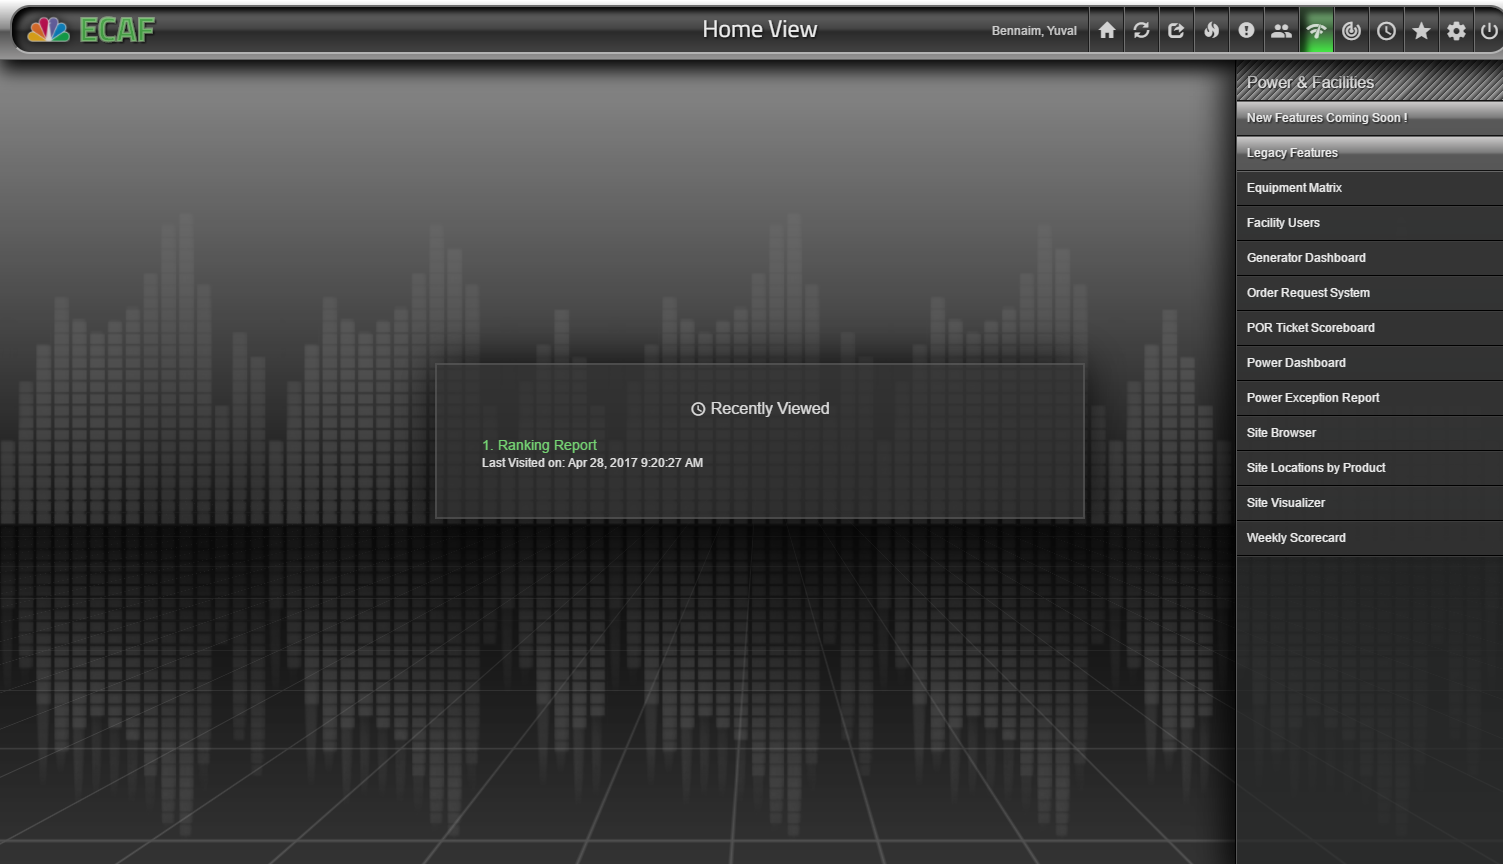 ECAF
Home View
Bennaim, Yuval
Power & Facilities
New Features Coming Soon !
Legacy Features
Equipment Matrix
Facility Users
Generator Dashboard
Order Request System
POR Ticket Scoreboard
Power Dashboard
Power Exception Report
Site Browser
Site Locations by Product
Site Visualizer
Weekly Scorecard
Recently Viewed
1. Ranking Report
Last Visited on: Apr 28, 2017 9:20:27 AM